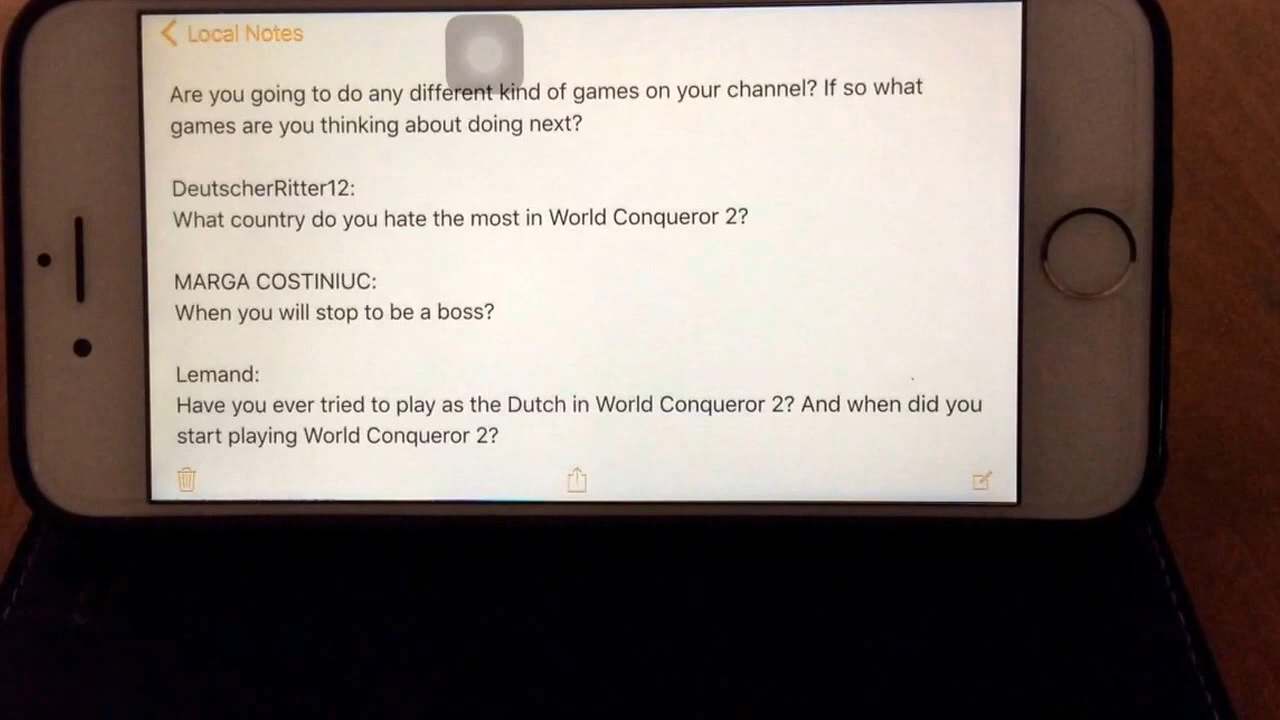 Local Notes
Are you going to do any different kind of games on your channel? If so what
games are you thinking about doing next?
DeutscherRitter12:
What country do you hate the most in World Conqueror 2?
MARGA COSTINIUC:
When you will stop to be a boss?
Lemand:
Have you ever tried to play as the Dutch in World Conqueror 2? And when did you
start playing World Conqueror 2?